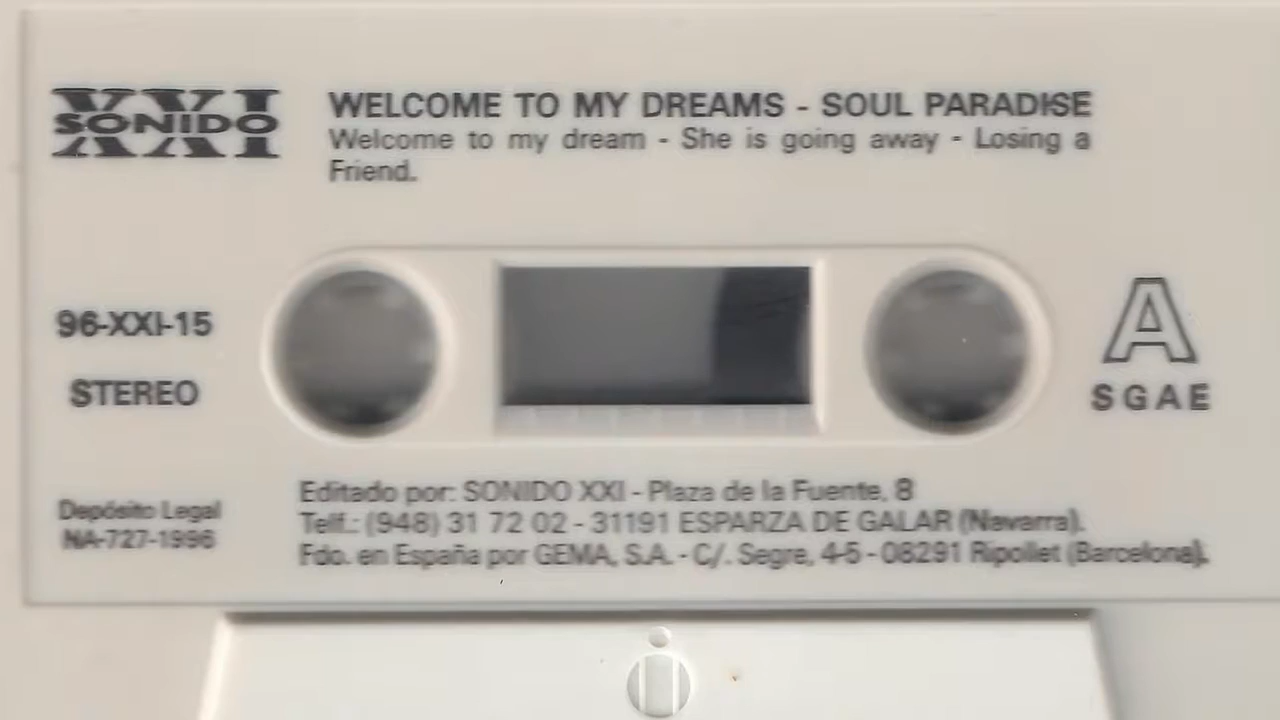 XXI
SONIDO
WELCOME TO MY DREAMS - SOUL PARADISE
Welcome to my dream - She is going away - Losing a
Friend.
96-XXI-15
STEREO
A
SGAE
Depósito Legal
NA-727-1996
Editado por: SONIDO XXI - Plaza de la Fuente, 8
Telf.: (948) 31 72 02 - 31191 ESPARZA DE GALAR (Navarra).
Fdo. en España por GEMA, S.A. - C/. Segre, 4-5 - 08291 Ripollet (Barcelona).